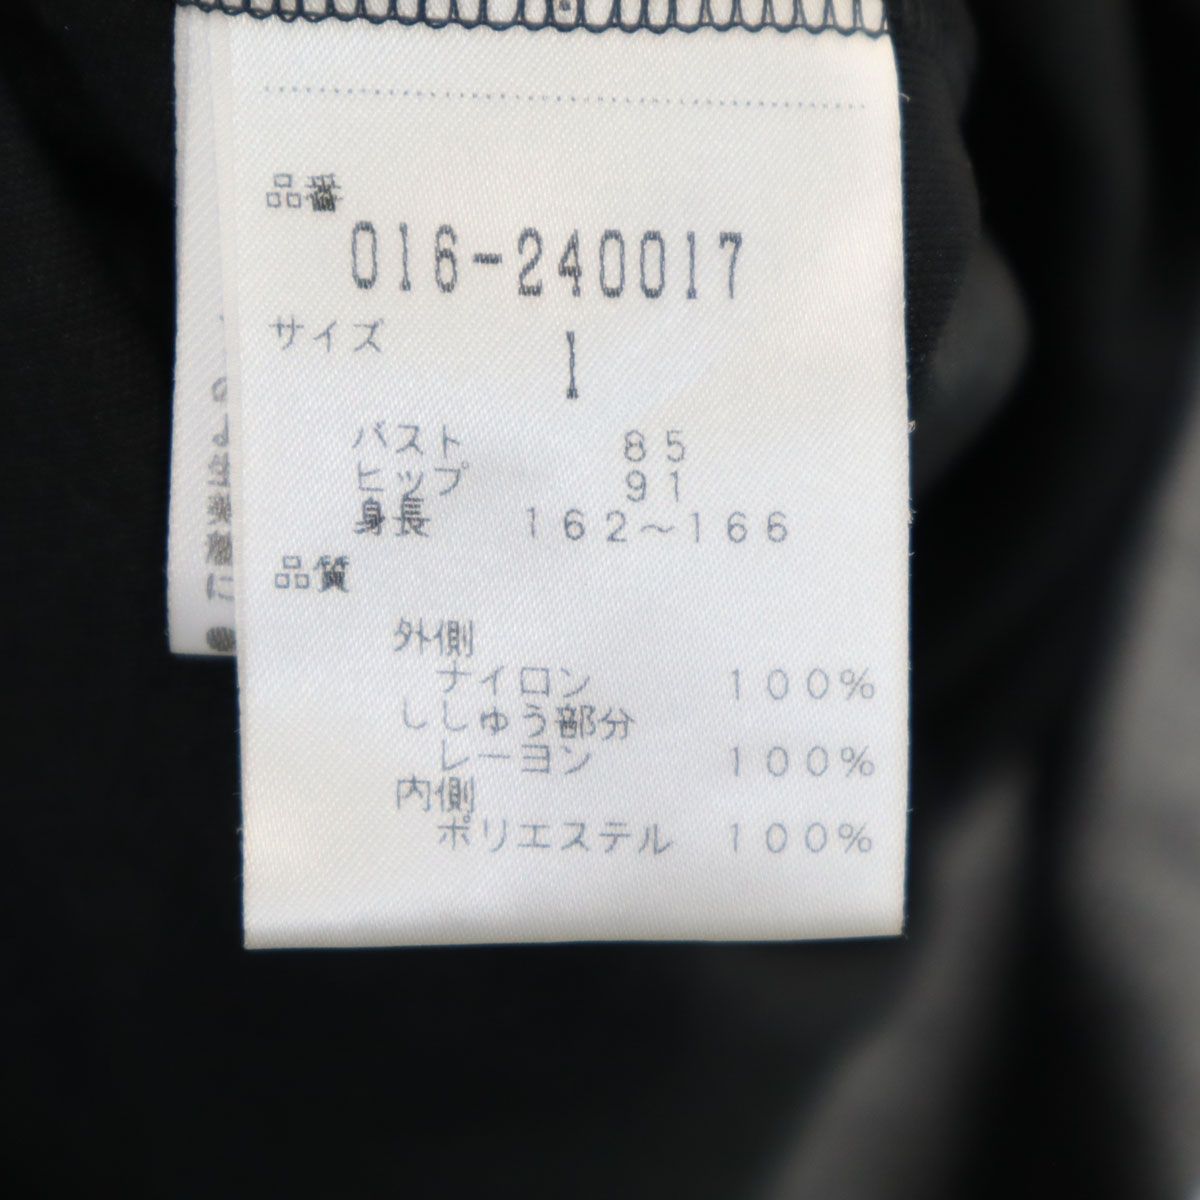 品番
016-240017
サイズ 1
バスト 85
ヒップ 91
身長 162～166
品質
外側
ナイロン 100%
ししゅう部分
レーヨン 100%
内側
ポリエステル 100%